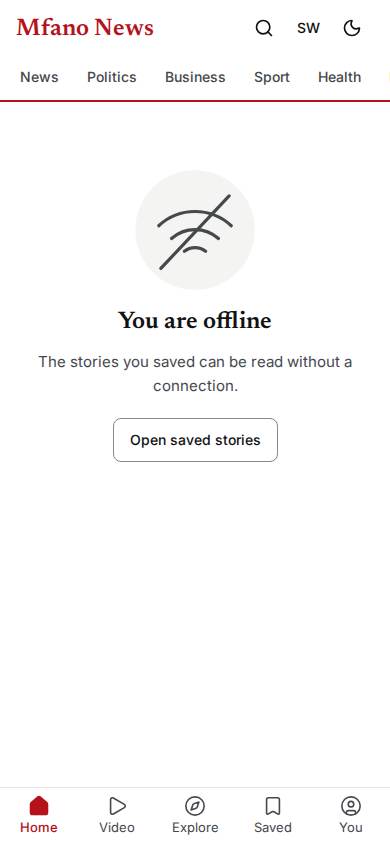 Mfano News
SW
News Politics Business Sport Health
You are offline
The stories you saved can be read without a
connection.
Open saved stories
Home Video Explore Saved You